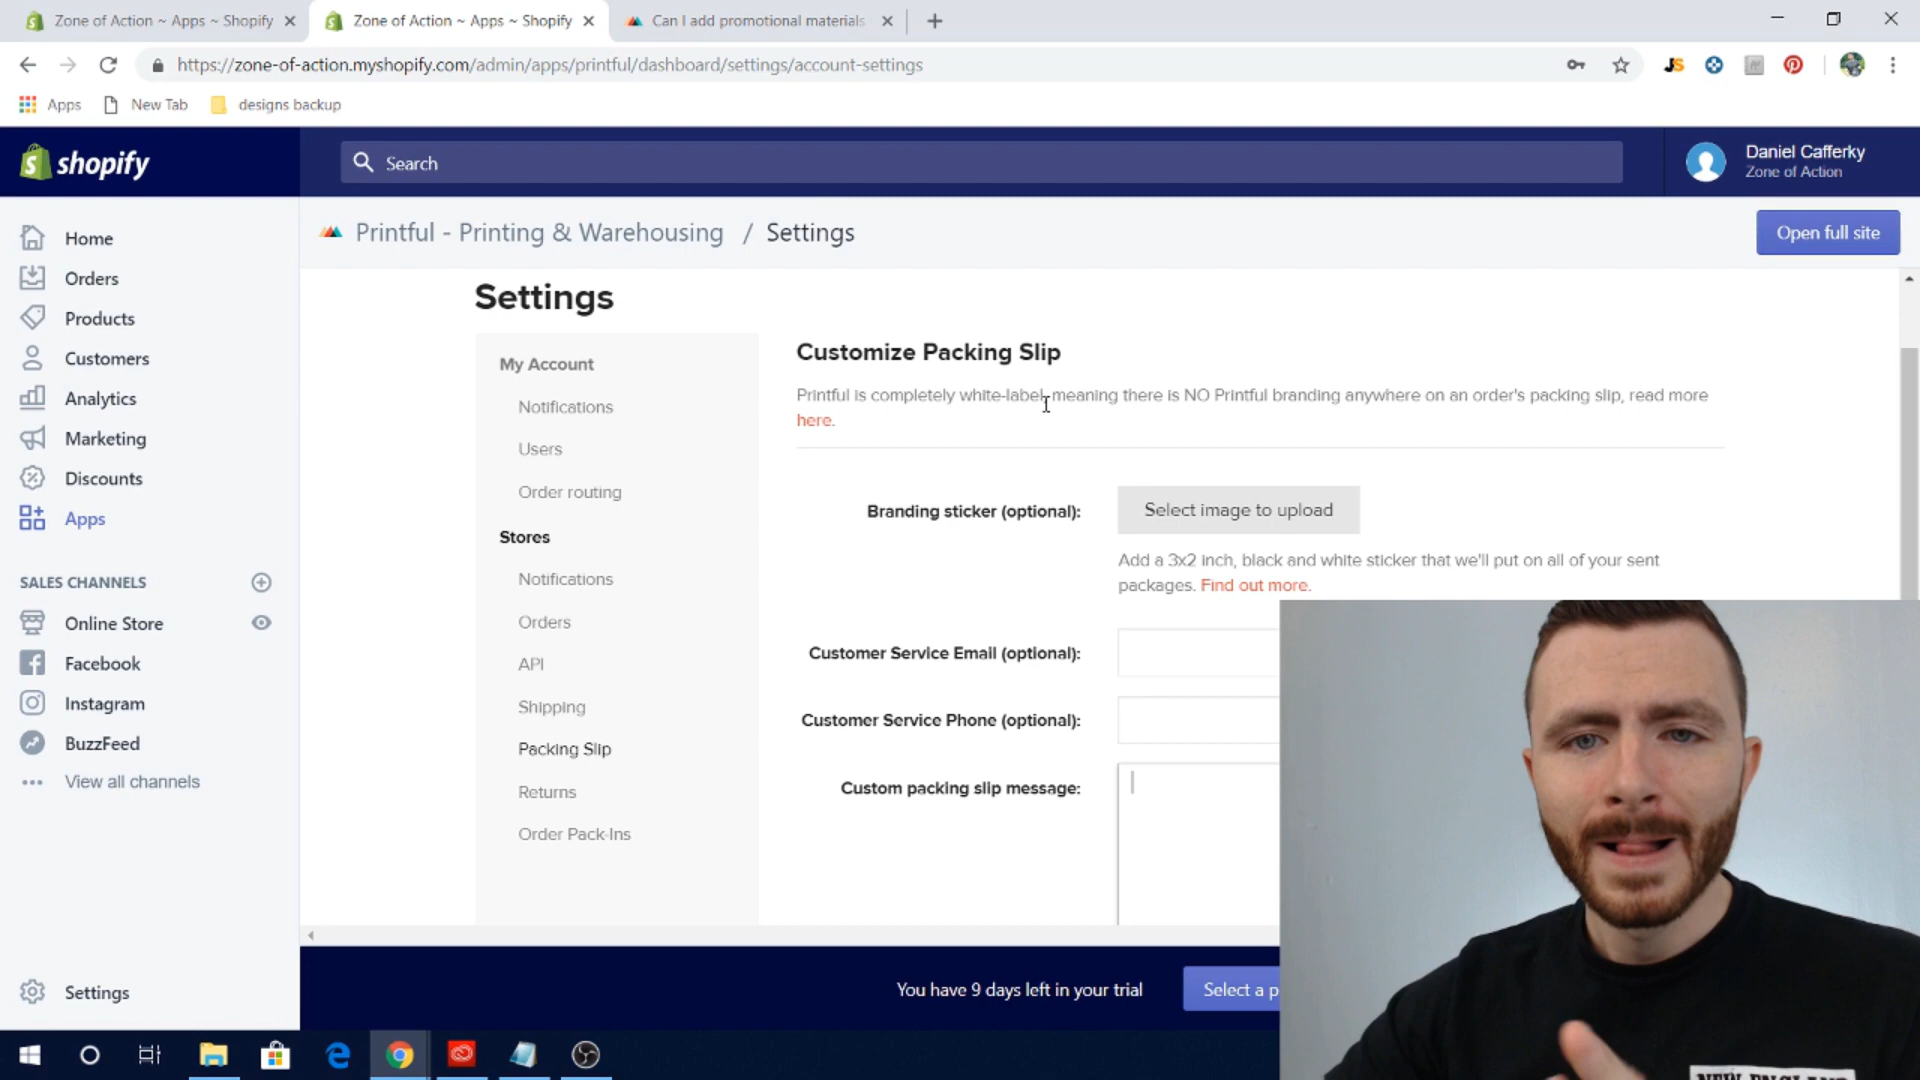 Zone of Action ~ Apps ~ Shopify
Zone of Action ~ Apps ~ Shopify
Can I add promotional materials
https://zone-of-action.myshopify.com/admin/apps/printful/dashboard/settings/account-settings
Apps
New Tab
designs backup
shopify
Search
Daniel Cafferky
Zone of Action
Home
Orders
Products
Customers
Analytics
Marketing
Discounts
Apps
SALES CHANNELS
Online Store
Facebook
Instagram
BuzzFeed
View all channels
Settings
Printful - Printing & Warehousing / Settings
Open full site
Settings
My Account
Notifications
Users
Order routing
Stores
Notifications
Orders
API
Shipping
Packing Slip
Returns
Order Pack-Ins
Customize Packing Slip
Printful is completely white-label, meaning there is NO Printful branding anywhere on an order's packing slip, read more
here.
Branding sticker (optional):
Select image to upload
Add a 3x2 inch, black and white sticker that we'll put on all of your sent
packages. Find out more.
Customer Service Email (optional):
Customer Service Phone (optional):
Custom packing slip message:
You have 9 days left in your trial
Select a p
NEW ENGLAND